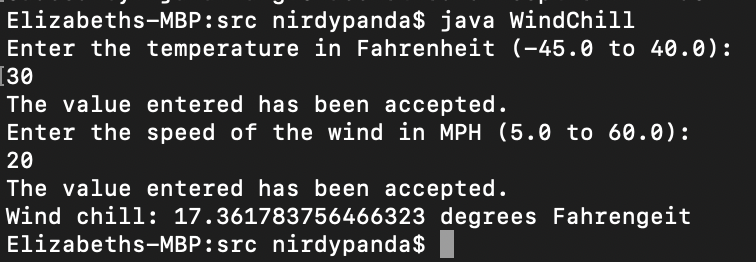 Elizabeths-MBP:src nirdypanda$ java WindChill
Enter the temperature in Fahrenheit (-45.0 to 40.0):
[30
The value entered has been accepted.
Enter the speed of the wind in MPH (5.0 to 60.0):
20
The value entered has been accepted.
Wind chill: 17.361783756466323 degrees Fahrengeit
Elizabeths-MBP:src nirdypanda$